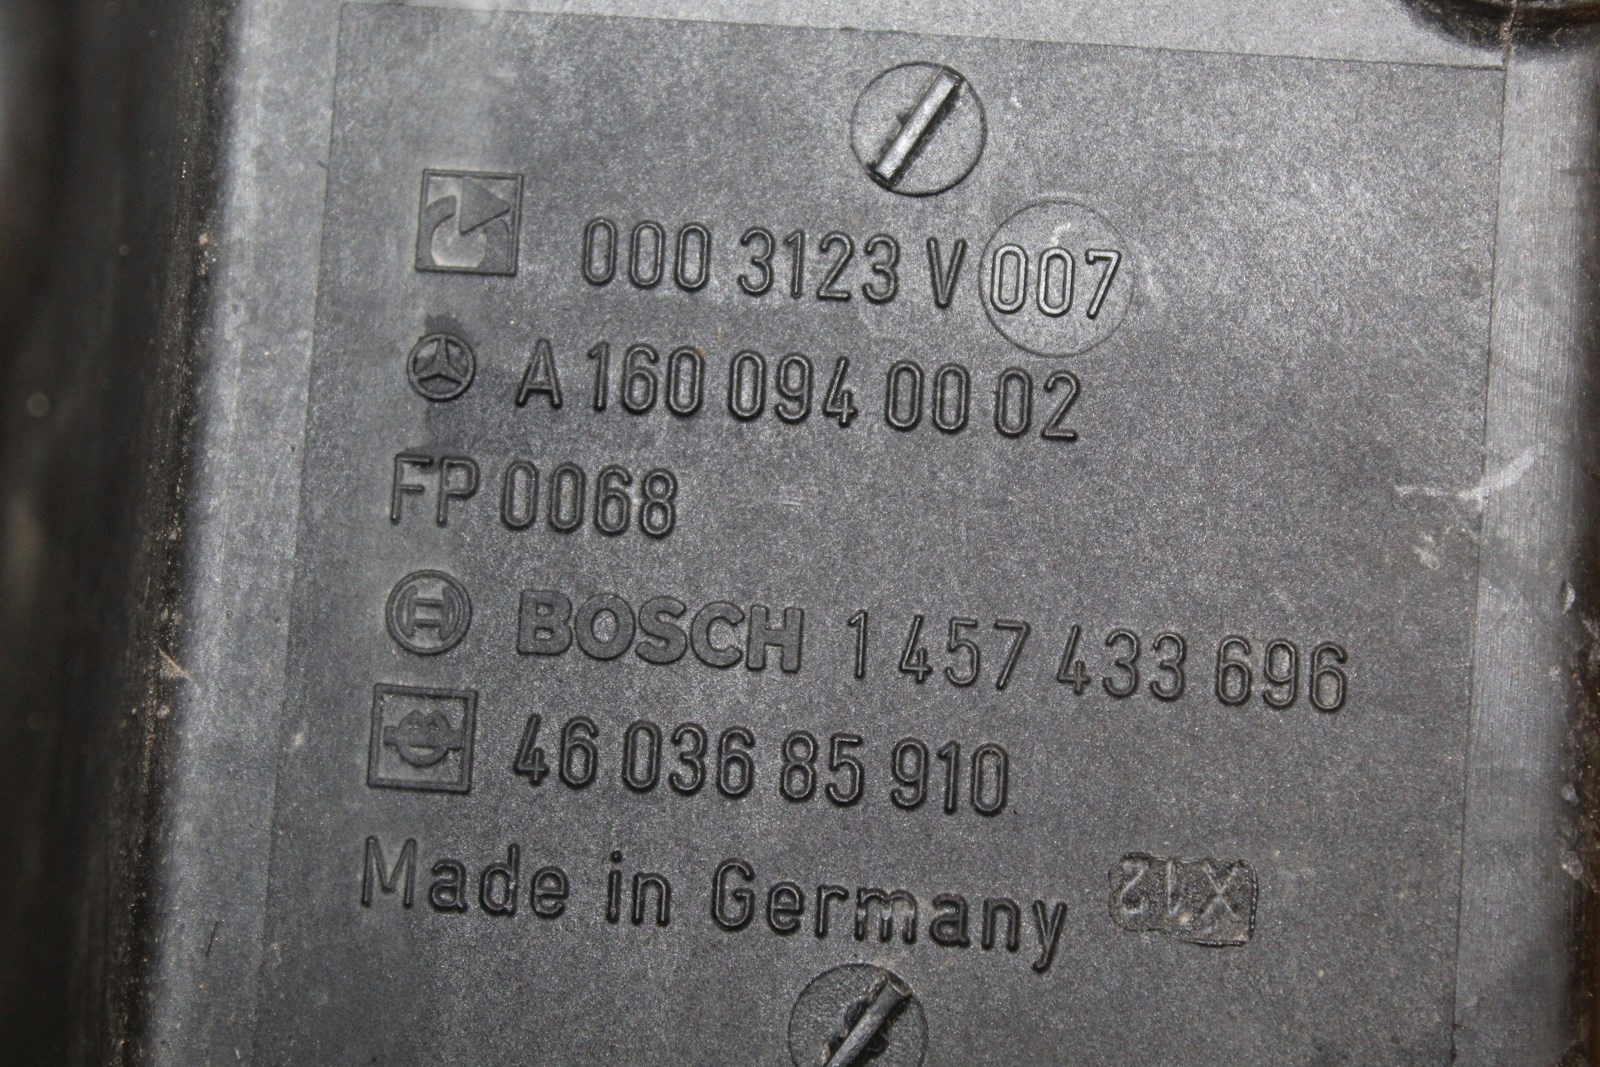 000 3123 V 007
A 160 094 00 02
FP 0068
BOSCH 1 457 433 696
46 036 85 910
Made in Germany